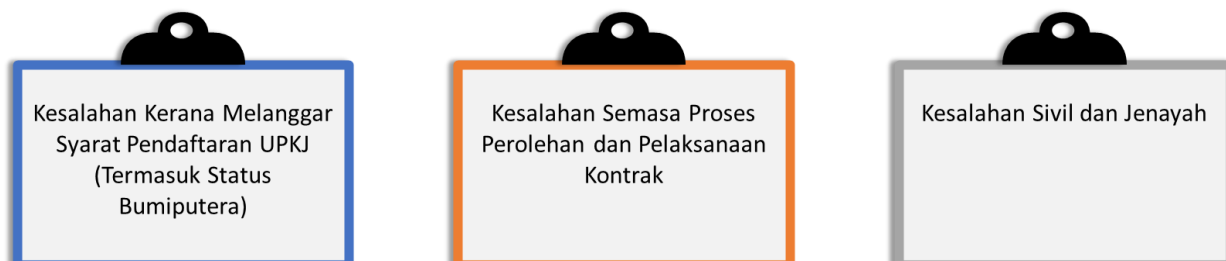 Kesalahan Kerana Melanggar
Syarat Pendaftaran UPKJ
(Termasuk Status
Bumiputera)
Kesalahan Semasa Proses
Perolehan dan Pelaksanaan
Kontrak
Kesalahan Sivil dan Jenayah